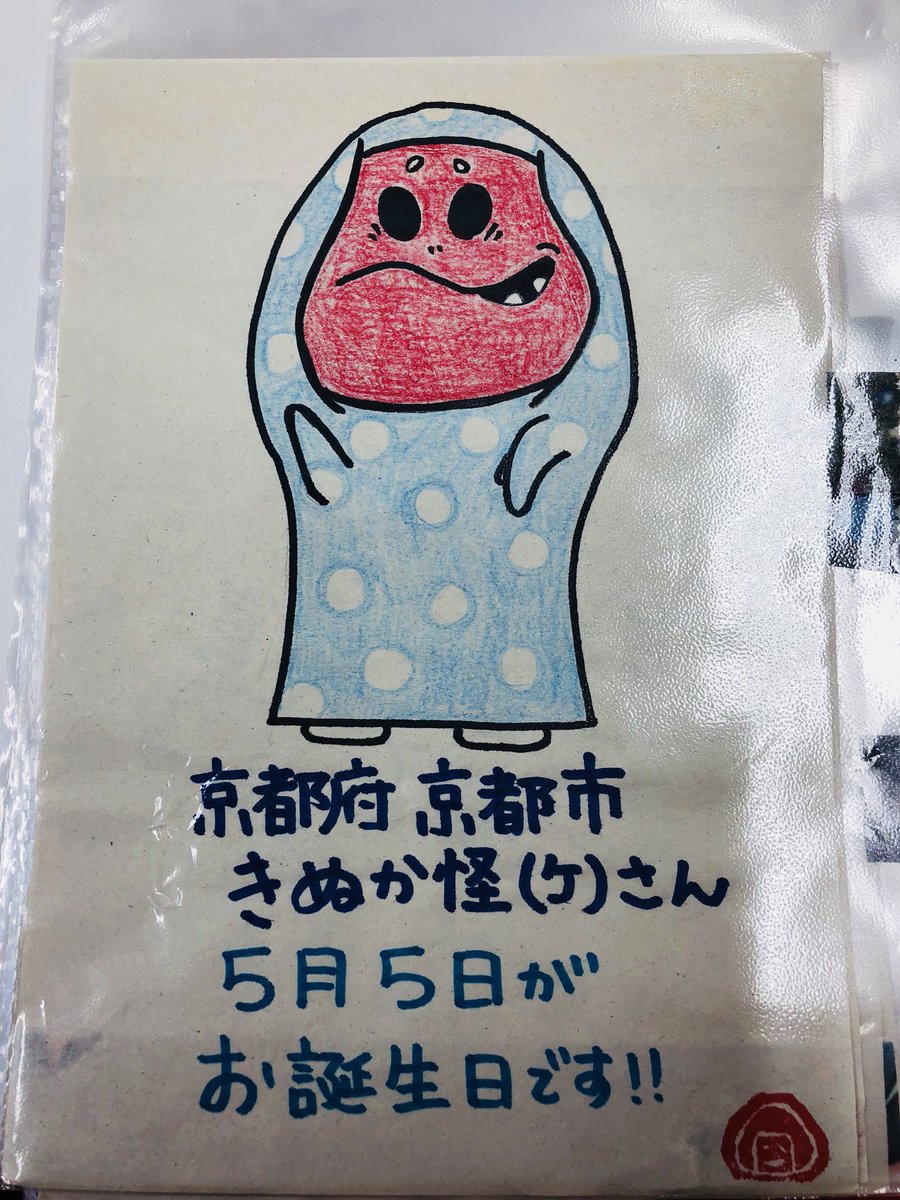 京都府 京都市
きぬか怪(ケ)さん
5月5日が
お誕生日です!!